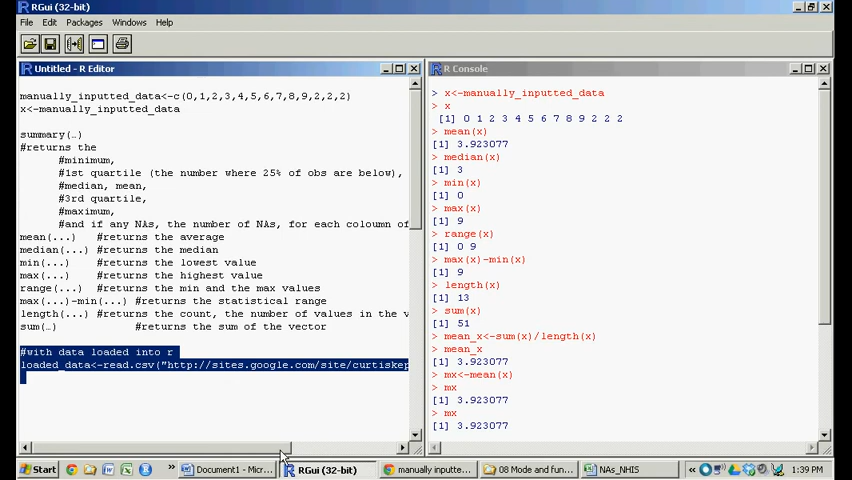 RGui (32-bit)
File Edit Packages Windows Help
Untitled - R Editor
manually_inputted_data<-c(0,1,2,3,4,5,6,7,8,9,2,2,2)
x<-manually_inputted_data
summary(…)
#returns the
#minimum,
#1st quartile (the number where 25% of obs are below),
#median, mean,
#3rd quartile,
#maximum,
#and if any NAs, the number of NAs, for each coloumn of
mean(...) #returns the average
median(...) #returns the median
min(...) #returns the lowest value
max(...) #returns the highest value
range(...) #returns the min and the max values
max(...)-min(...) #returns the statistical range
length(...) #returns the count, the number of values in the v
sum(…) #returns the sum of the vector
#with data loaded into r
loaded_data<-read.csv("http://sites.google.com/site/curtiskep
R Console
> x<-manually_inputted_data
> x
[1] 0 1 2 3 4 5 6 7 8 9 2 2 2
> mean(x)
[1] 3.923077
> median(x)
[1] 3
> min(x)
[1] 0
> max(x)
[1] 9
> range(x)
[1] 0 9
> max(x)-min(x)
[1] 9
> length(x)
[1] 13
> sum(x)
[1] 51
> mean_x<-sum(x)/length(x)
> mean_x
[1] 3.923077
> mx<-mean(x)
> mx
[1] 3.923077
> mx
[1] 3.923077
Start » Document1 - Micr... RGui (32-bit) manually inputte... 08 Mode and fun... NAs_NHIS « 1:39 PM